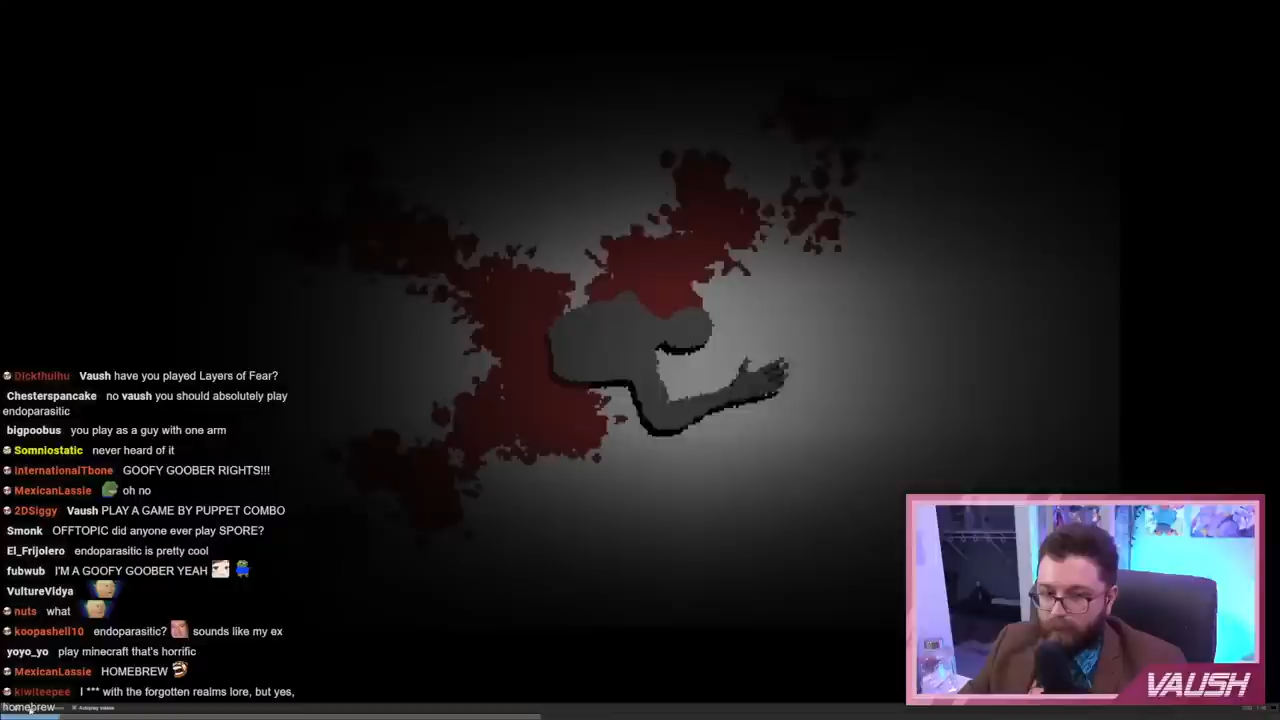 Dickthulhu Vaush have you played Layers of Fear?
Chesterspancake no vaush you should absolutely play
endoparasitic
bigpoobus you play as a guy with one arm
Somniostatic never heard of it
InternationalTbone GOOFY GOOBER RIGHTS!!!
MexicanLassie oh no
2DSiggy Vaush PLAY A GAME BY PUPPET COMBO
Smonk OFFTOPIC did anyone ever play SPORE?
El_Frijolero endoparasitic is pretty cool
fubwub I'M A GOOFY GOOBER YEAH
VultureVidya
nuts what
koopashell10 endoparasitic? sounds like my ex
yoyo_yo play minecraft that's horrific
MexicanLassie HOMEBREW
kiwiteepee I *** with the forgotten realms lore, but yes,
homebrew
Autoplay videos
VAUSH